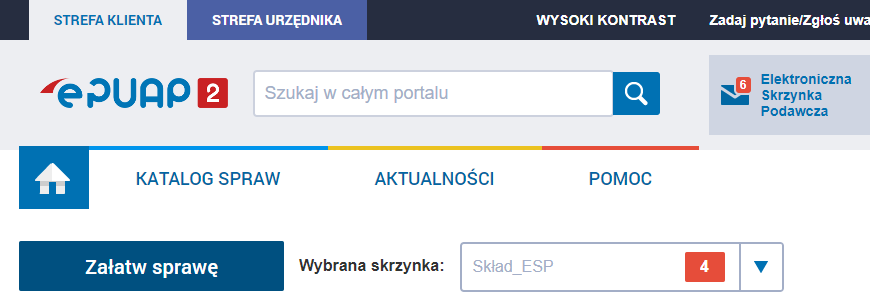 STREFA KLIENTA STREFA URZĘDNIKA WYSOKI KONTRAST Zadaj pytanie/Zgłoś uwa
ePUAP 2
Szukaj w całym portalu
6
Elektroniczna
Skrzynka
Podawcza
KATALOG SPRAW AKTUALNOŚCI POMOC
Załatw sprawę Wybrana skrzynka: Skład_ESP 4